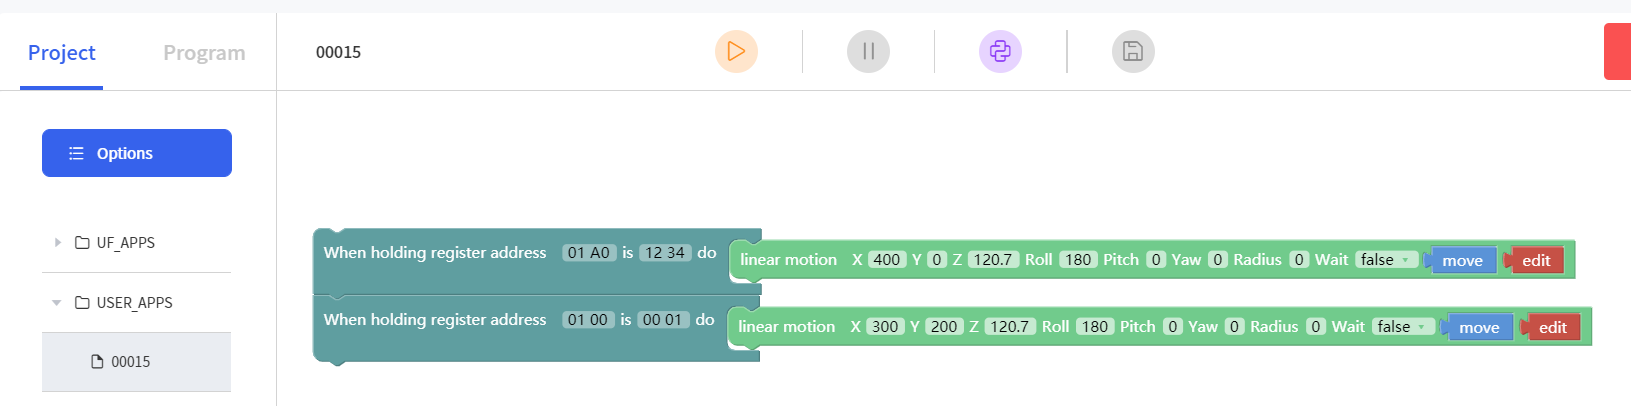 Project Program 00015
Options
UF_APPS
When holding register address 01 A0 is 12 34 do linear motion X 400 Y 0 Z 120.7 Roll 180 Pitch 0 Yaw 0 Radius 0 Wait false move edit
USER_APPS
When holding register address 01 00 is 00 01 do linear motion X 300 Y 200 Z 120.7 Roll 180 Pitch 0 Yaw 0 Radius 0 Wait false move edit
00015